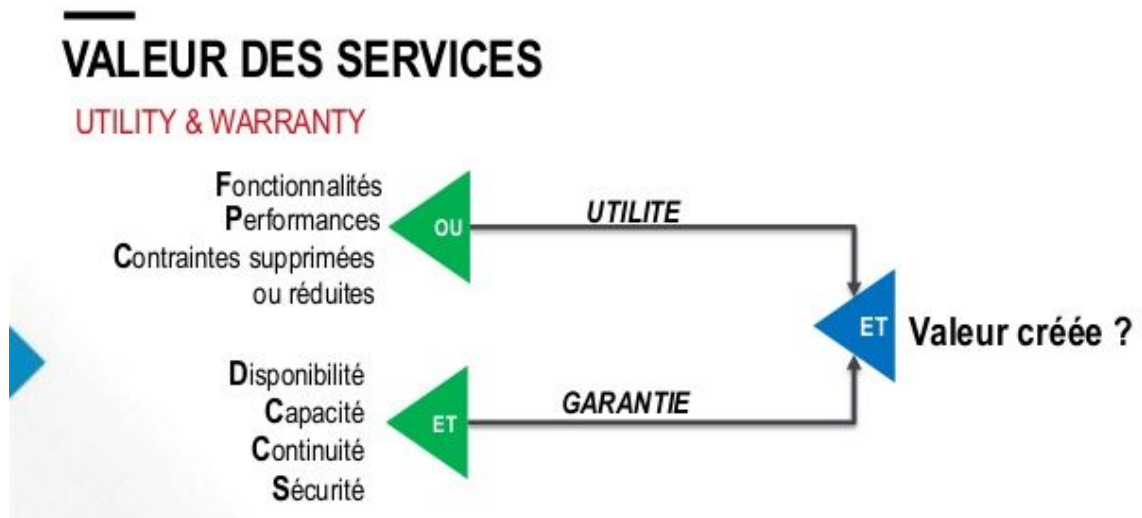 VALEUR DES SERVICES
UTILITY & WARRANTY
Fonctionnalités
Performances
Contraintes supprimées
ou réduites
OU
UTILITE
ET
Valeur créée ?
Disponibilité
Capacité
Continuité
Sécurité
ET
GARANTIE